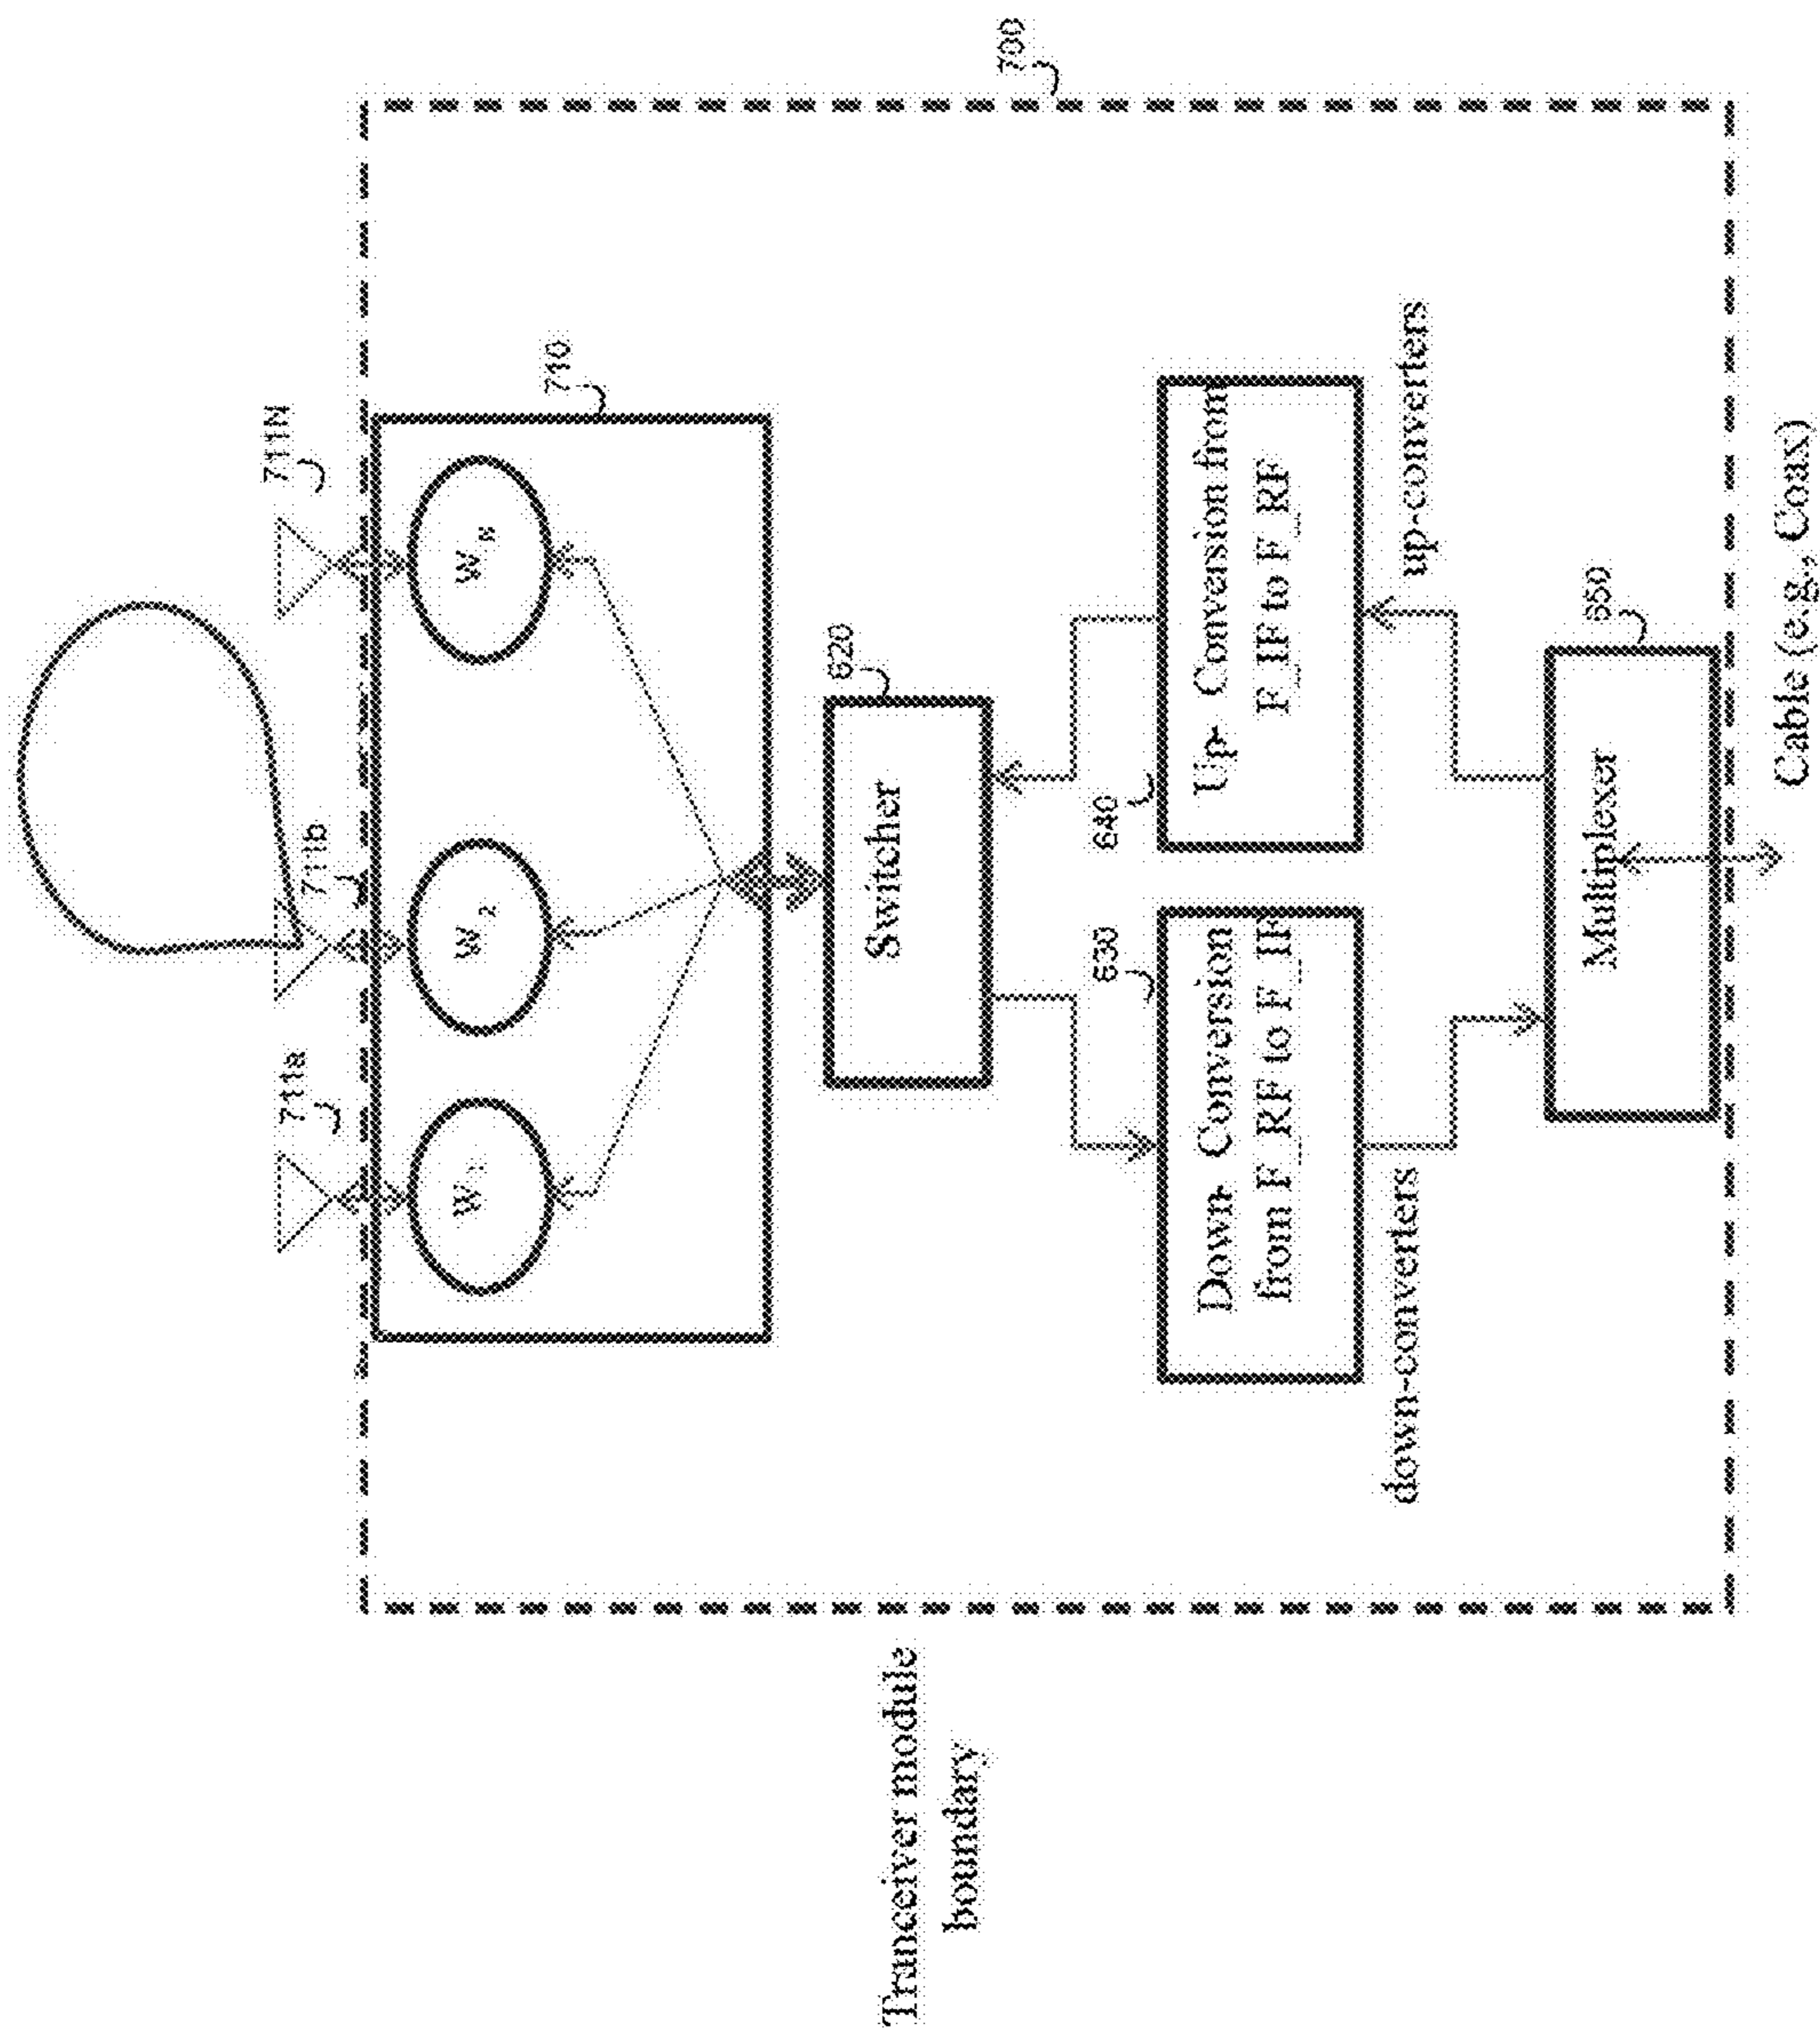 711a
711b
711N
W 1
W 2
W N
710
620
Switcher
Tranceiver module
boundary
700
630
640
Down- Conversion
from F_RF to F_IF
Up- Conversion from
F_IF to F_RF
down-converters
up-converters
650
Multiplexer
Cable (e.g., Coax)